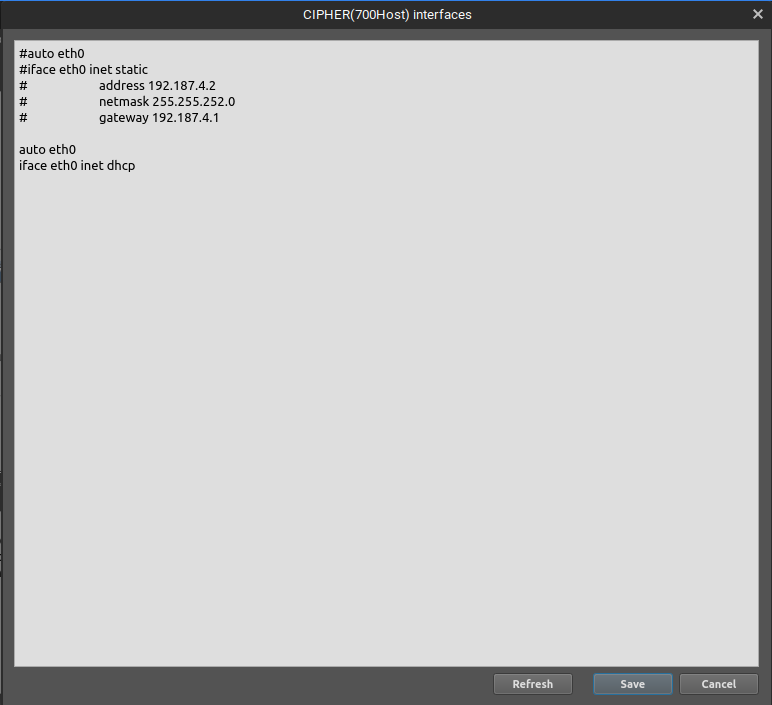 CIPHER(700Host) interfaces
#auto eth0
#iface eth0 inet static
#	address 192.187.4.2
#	netmask 255.255.252.0
#	gateway 192.187.4.1

auto eth0
iface eth0 inet dhcp
Refresh Save Cancel